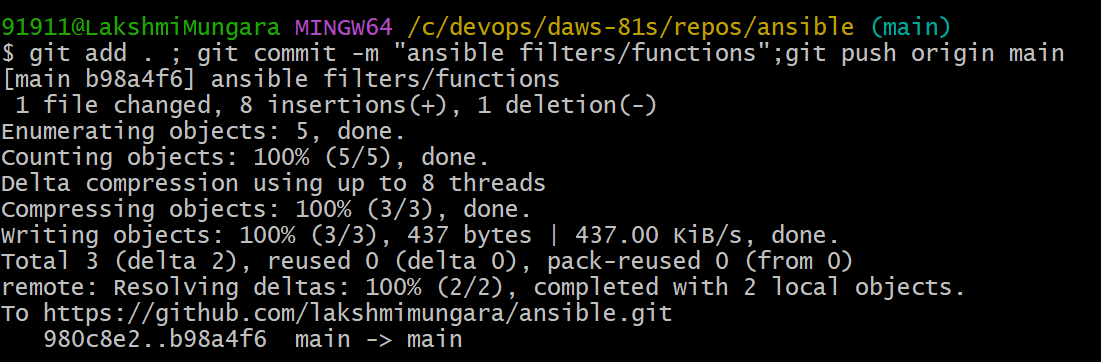 91911@LakshmiMungara MINGW64 /c/devops/daws-81s/repos/ansible (main)
$ git add . ; git commit -m "ansible filters/functions";git push origin main
[main b98a4f6] ansible filters/functions
 1 file changed, 8 insertions(+), 1 deletion(-)
Enumerating objects: 5, done.
Counting objects: 100% (5/5), done.
Delta compression using up to 8 threads
Compressing objects: 100% (3/3), done.
Writing objects: 100% (3/3), 437 bytes | 437.00 KiB/s, done.
Total 3 (delta 2), reused 0 (delta 0), pack-reused 0 (from 0)
remote: Resolving deltas: 100% (2/2), completed with 2 local objects.
To https://github.com/lakshmimungara/ansible.git
   980c8e2..b98a4f6  main -> main